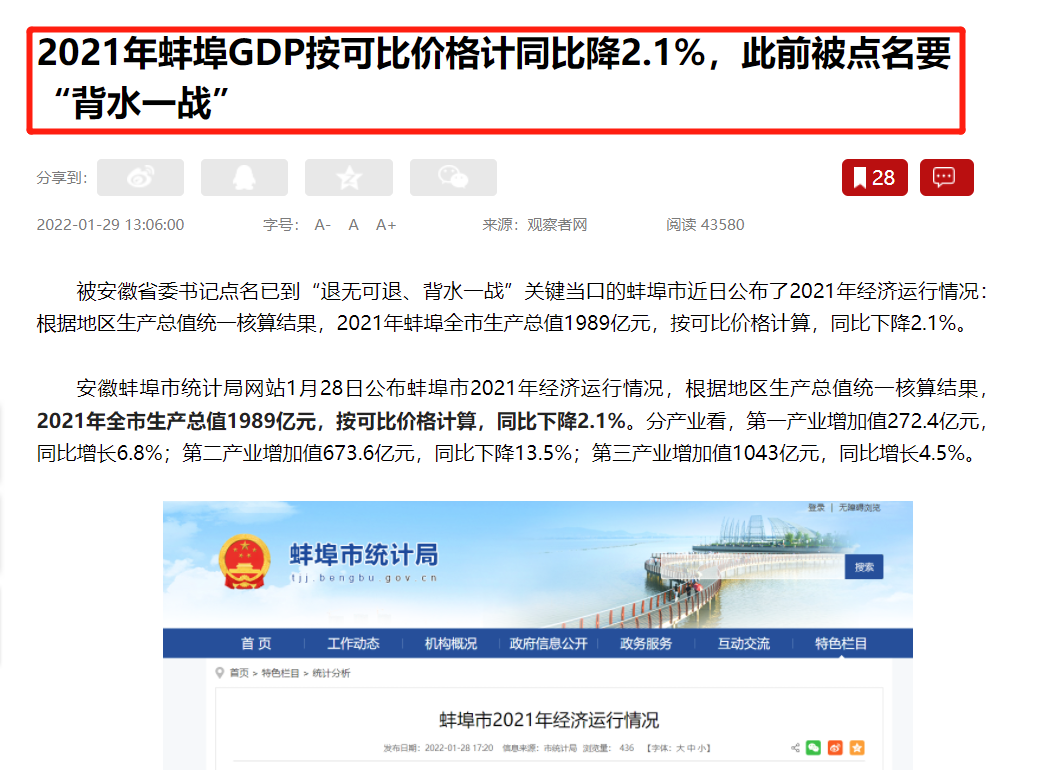 2021年蚌埠GDP按可比价格计同比降2.1%，此前被点名要
“背水一战”
分享到：
28
2022-01-29 13:06:00 字号： A- A A+ 来源：观察者网 阅读 43580
被安徽省委书记点名已到“退无可退、背水一战”关键当口的蚌埠市近日公布了2021年经济运行情况：
根据地区生产总值统一核算结果，2021年蚌埠全市生产总值1989亿元，按可比价格计算，同比下降2.1%。
安徽蚌埠市统计局网站1月28日公布蚌埠市2021年经济运行情况，根据地区生产总值统一核算结果，
2021年全市生产总值1989亿元，按可比价格计算，同比下降2.1%。分产业看，第一产业增加值272.4亿元，
同比增长6.8%；第二产业增加值673.6亿元，同比下降13.5%；第三产业增加值1043亿元，同比增长4.5%。
登录 | 无障碍浏览
蚌埠市统计局
tjj.bengbu.gov.cn
搜索
首 页 工作动态 机构概况 政府信息公开 政务服务 互动交流 特色栏目
首页 > 特色栏目 > 统计分析
蚌埠市2021年经济运行情况
发布日期：2022-01-28 17:20 信息来源：市统计局 浏览量： 436 【字体：大 中 小】